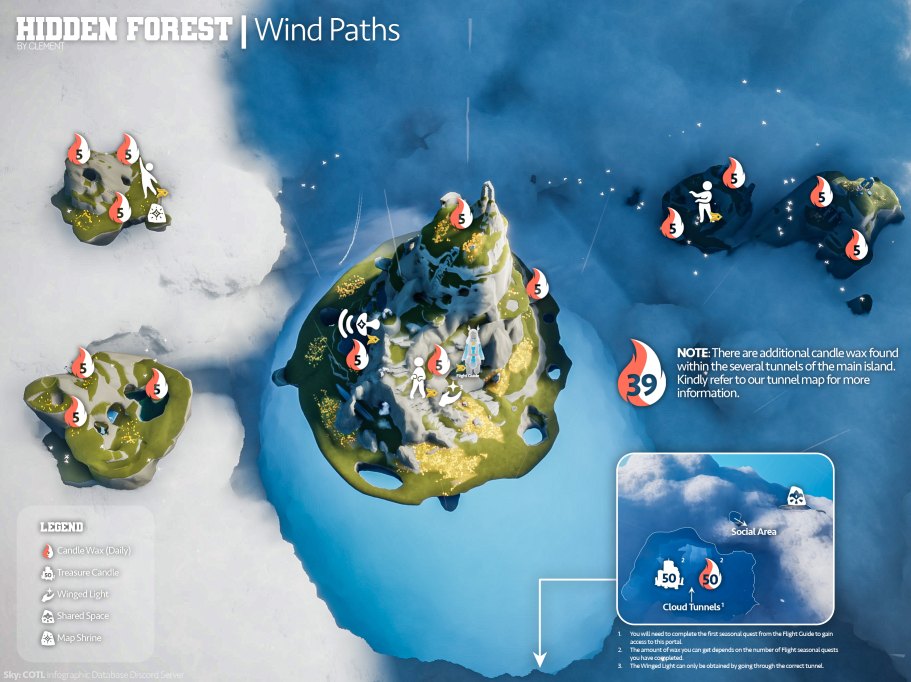 HIDDEN FOREST | Wind Paths
BY CLEMENT
5
5
5
5
5
5
5
5
5
5
5
5
5
5
Flight Guide
39
NOTE: There are additional candle wax found
within the several tunnels of the main island.
Kindly refer to our tunnel map for more
information.
5
5
5
Social Area
50 2
50 2
Cloud Tunnels 1
LEGEND
Candle Wax (Daily)
50 Treasure Candle
Winged Light
Shared Space
Map Shrine
1. You will need to complete the first seasonal quest from the Flight Guide to gain
access to this portal.
2. The amount of wax you can get depends on the number of Flight seasonal quests
you have completed.
3. The Winged Light can only be obtained by going through the correct tunnel.
Sky: COTL Infographic Database Discord Server